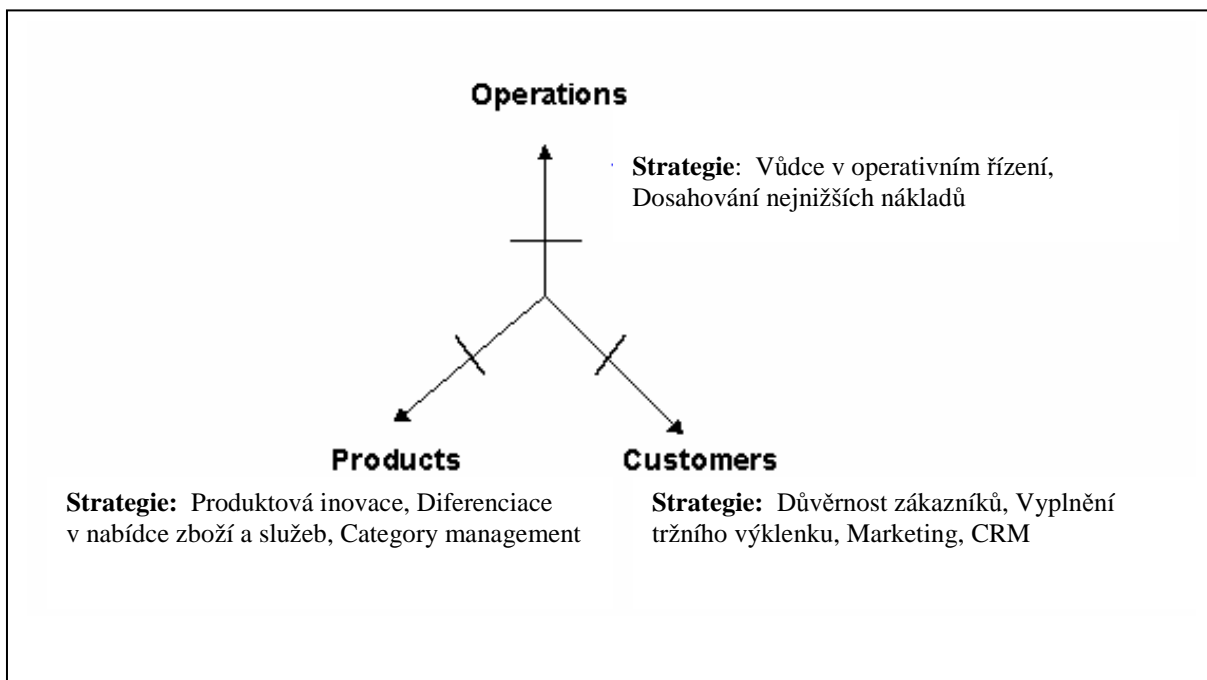 Operations
Strategie: Vůdce v operativním řízení,
Dosahování nejnižších nákladů
Products
Strategie: Produktová inovace, Diferenciace
v nabídce zboží a služeb, Category management
Customers
Strategie: Důvěrnost zákazníků, Vyplnění
tržního výklenku, Marketing, CRM